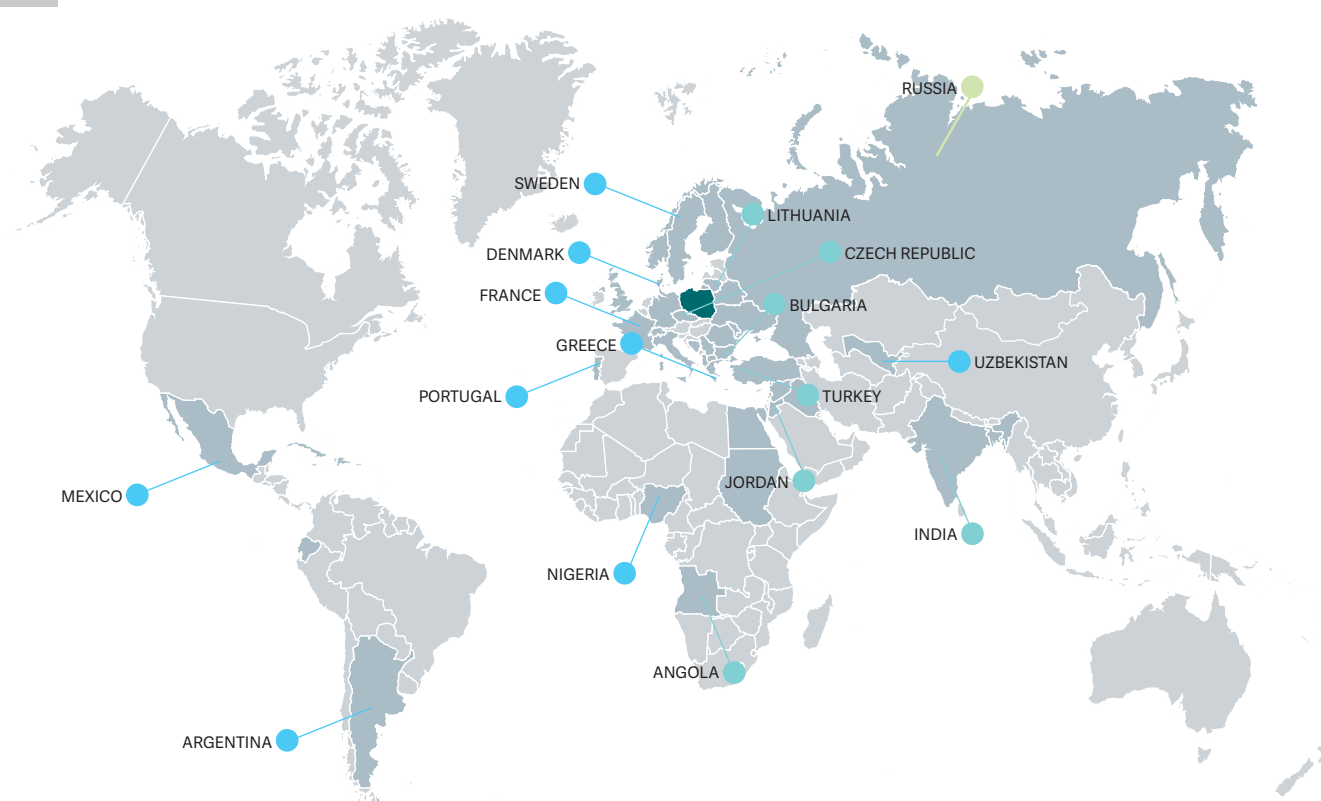 RUSSIA
SWEDEN
LITHUANIA
DENMARK
CZECH REPUBLIC
FRANCE
BULGARIA
GREECE
UZBEKISTAN
PORTUGAL
TURKEY
JORDAN
MEXICO
INDIA
NIGERIA
ANGOLA
ARGENTINA